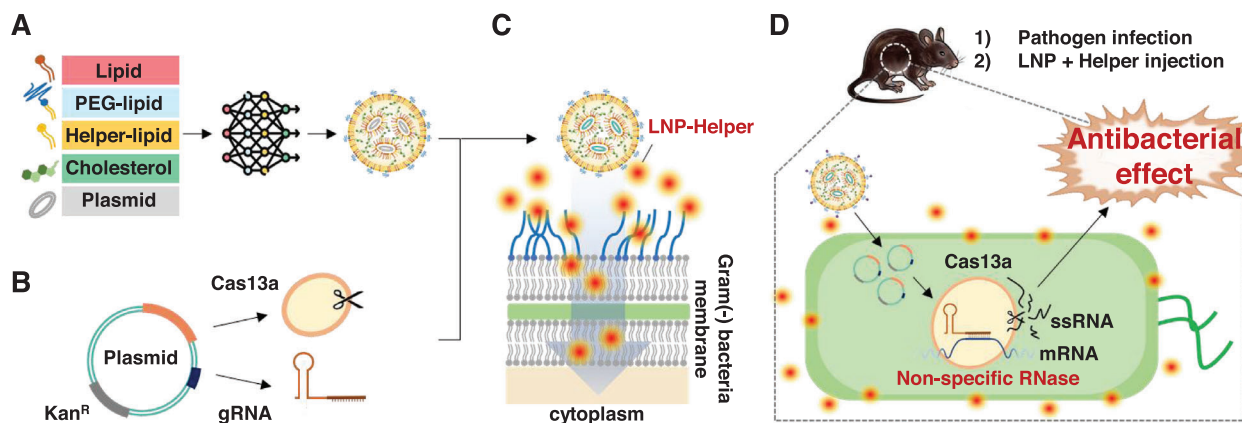 A
Lipid
PEG-lipid
Helper-lipid
Cholesterol
Plasmid
B
Plasmid
Kanᴿ
Cas13a
gRNA
C
LNP-Helper
Gram(-) bacteria
membrane
cytoplasm
D
1) Pathogen infection
2) LNP + Helper injection
Antibacterial
effect
Cas13a
ssRNA
mRNA
Non-specific RNase